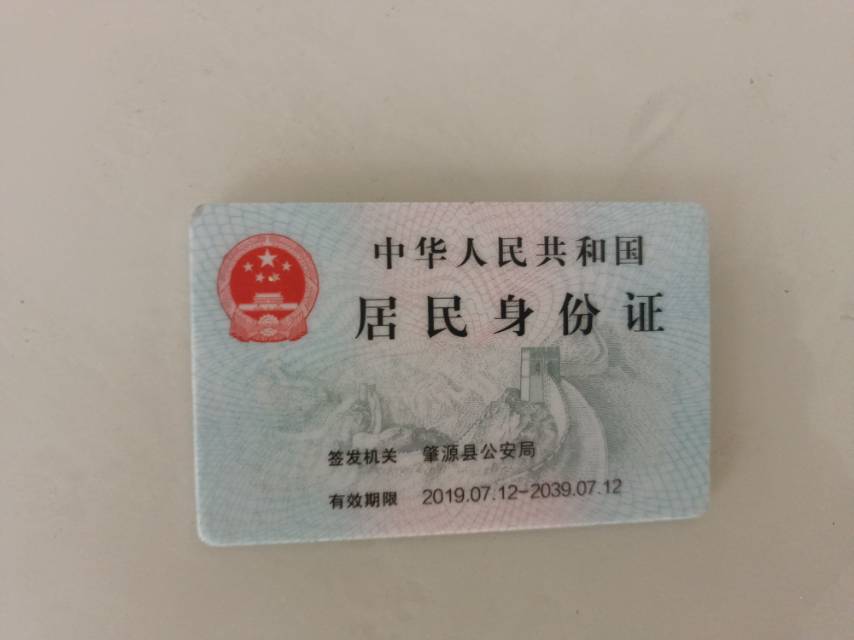 中华人民共和国
居民身份证
签发机关 肇源县公安局
有效期限 2019.07.12-2039.07.12